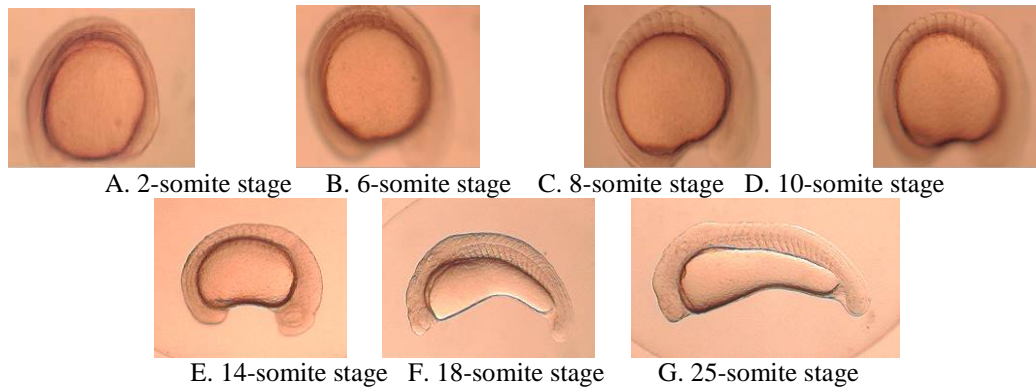 A. 2-somite stage B. 6-somite stage C. 8-somite stage D. 10-somite stage
E. 14-somite stage F. 18-somite stage G. 25-somite stage